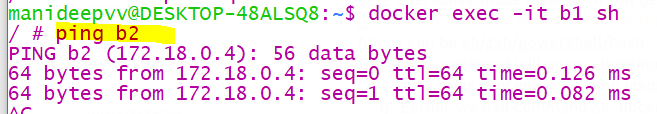 manideepvv@DESKTOP-48ALSQ8:~$ docker exec -it b1 sh
/ # ping b2
PING b2 (172.18.0.4): 56 data bytes
64 bytes from 172.18.0.4: seq=0 ttl=64 time=0.126 ms
64 bytes from 172.18.0.4: seq=1 ttl=64 time=0.082 ms
^C